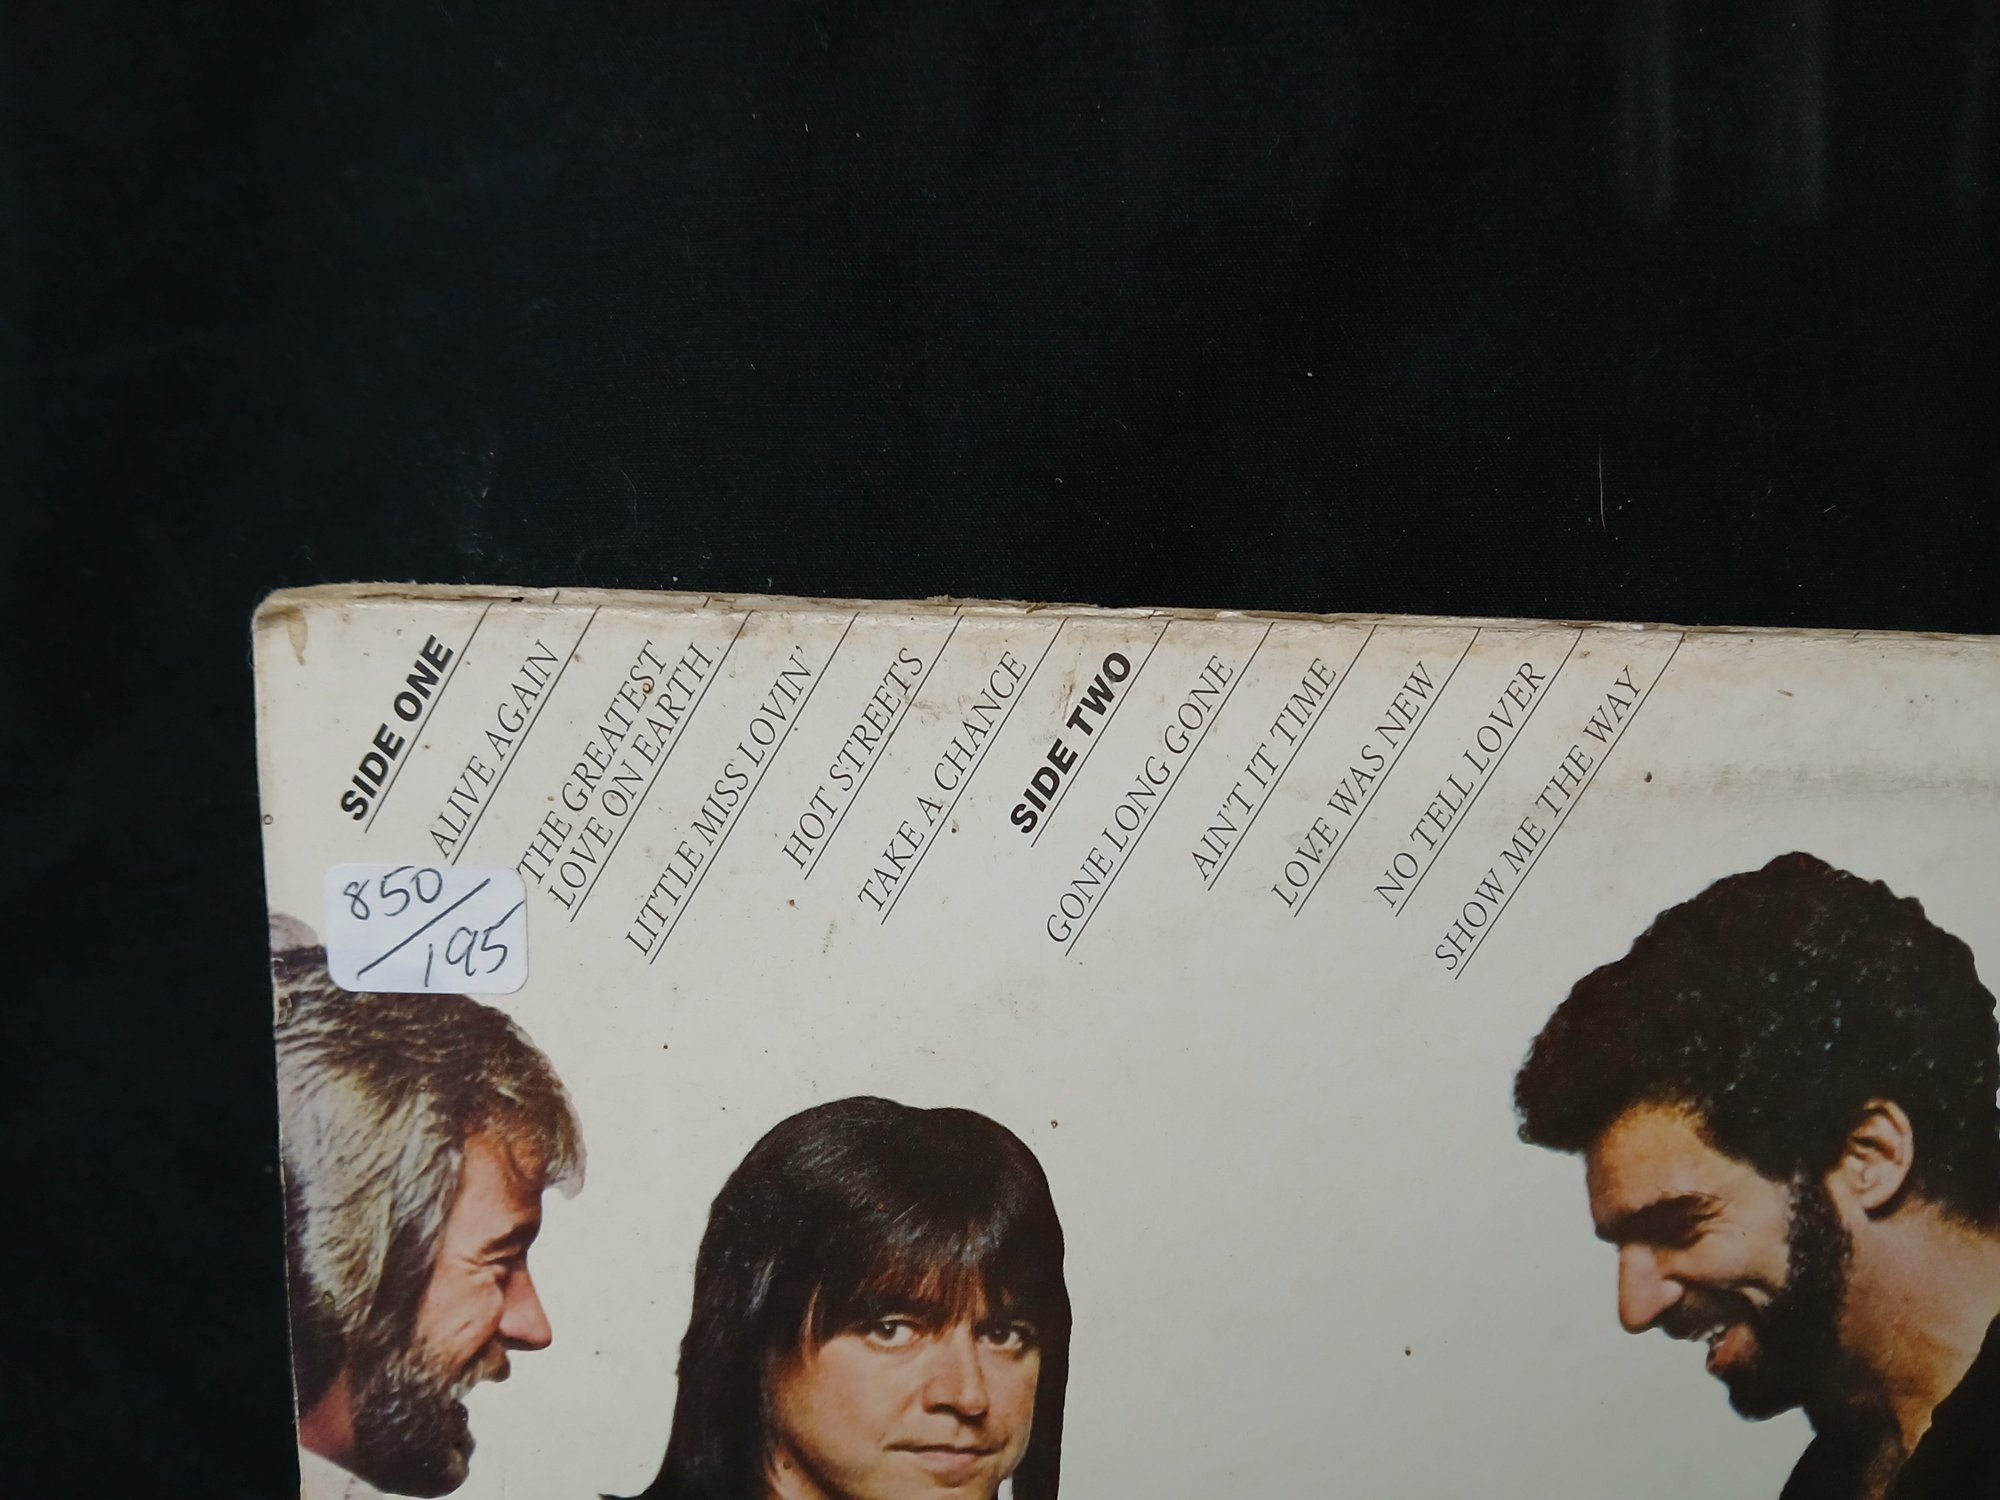 SIDE ONE
ALIVE AGAIN
THE GREATEST
LOVE ON EARTH
LITTLE MISS LOVIN'
HOT STREETS
TAKE A CHANCE
SIDE TWO
GONE LONG GONE
AIN'T IT TIME
LOVE WAS NEW
NO TELL LOVER
SHOW ME THE WAY
850/
195